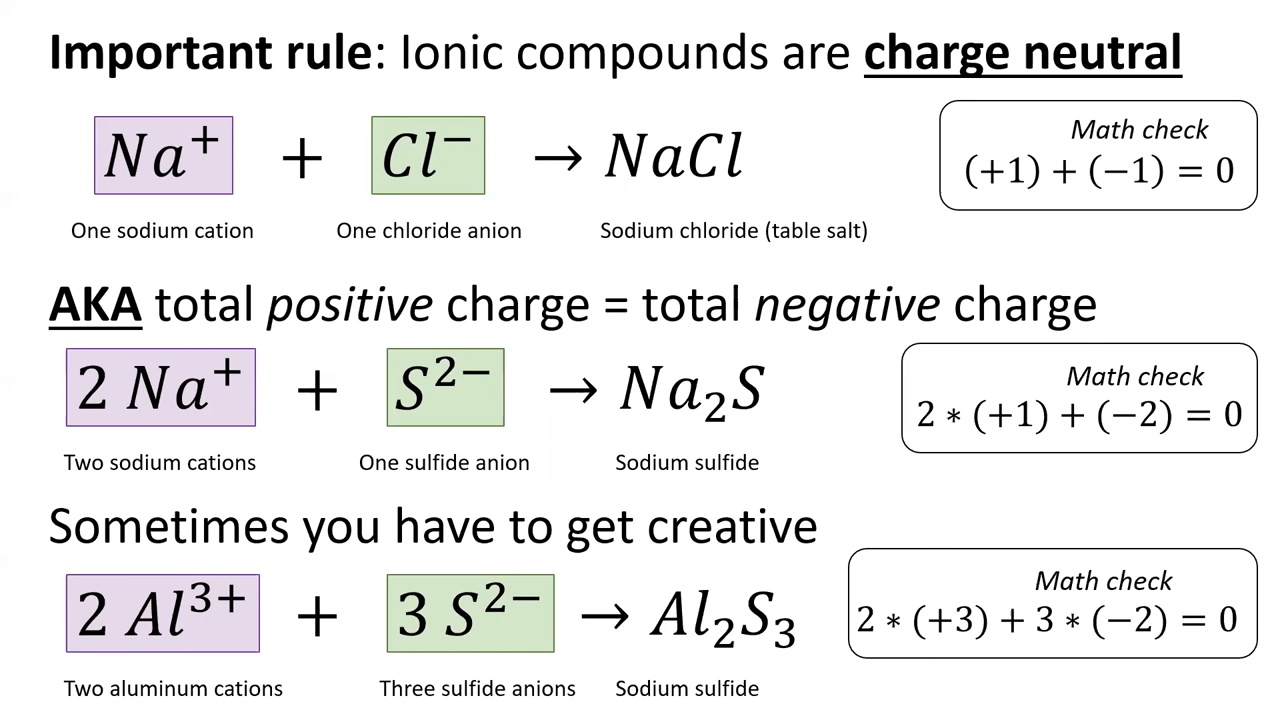 Important rule: Ionic compounds are charge neutral
Na⁺ + Cl⁻ → NaCl
Math check
(+1) + (−1) = 0
One sodium cation
One chloride anion
Sodium chloride (table salt)
AKA total positive charge = total negative charge
2 Na⁺ + S²⁻ → Na₂S
Math check
2 ∗ (+1) + (−2) = 0
Two sodium cations
One sulfide anion
Sodium sulfide
Sometimes you have to get creative
2 Al³⁺ + 3 S²⁻ → Al₂S₃
Math check
2 ∗ (+3) + 3 ∗ (−2) = 0
Two aluminum cations
Three sulfide anions
Sodium sulfide